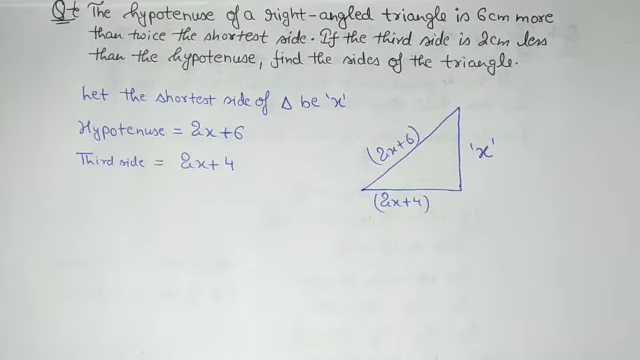 Q6 The hypotenuse of a right-angled triangle is 6cm more
than twice the shortest side. If the third side is 2cm less
than the hypotenuse, find the sides of the triangle.
Let the shortest side of Δ be 'x'
Hypotenuse = 2x+6
Third side = 2x+4
(2x+6)
'x'
(2x+4)